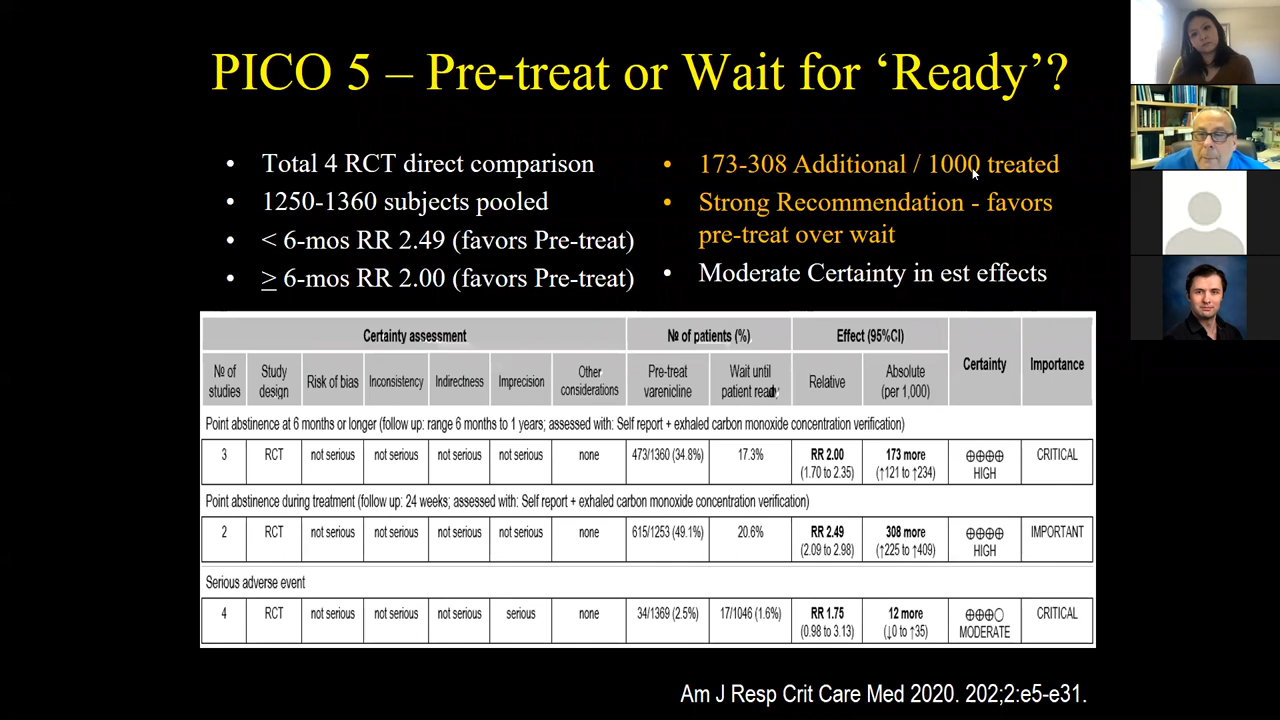 PICO 5 – Pre-treat or Wait for ‘Ready’?
• Total 4 RCT direct comparison
• 1250-1360 subjects pooled
• < 6-mos RR 2.49 (favors Pre-treat)
• ≥ 6-mos RR 2.00 (favors Pre-treat)
• 173-308 Additional / 1000 treated
• Strong Recommendation - favors
pre-treat over wait
• Moderate Certainty in est effects
Certainty assessment № of patients (%) Effect (95%CI) Certainty Importance
№ of studies Study design Risk of bias Inconsistency Indirectness Imprecision Other considerations Pre-treat varenicline Wait until patient ready Relative Absolute (per 1,000)
Point abstinence at 6 months or longer (follow up: range 6 months to 1 years; assessed with: Self report + exhaled carbon monoxide concentration verification)
3 RCT not serious not serious not serious not serious none 473/1360 (34.8%) 17.3% RR 2.00 173 more ⊕⊕⊕⊕ CRITICAL
(1.70 to 2.35) (↑121 to ↑234) HIGH
Point abstinence during treatment (follow up: 24 weeks; assessed with: Self report + exhaled carbon monoxide concentration verification)
2 RCT not serious not serious not serious not serious none 615/1253 (49.1%) 20.6% RR 2.49 308 more ⊕⊕⊕⊕ IMPORTANT
(2.09 to 2.98) (↑225 to ↑409) HIGH
Serious adverse event
4 RCT not serious not serious not serious serious none 34/1369 (2.5%) 17/1046 (1.6%) RR 1.75 12 more ⊕⊕⊕◯ CRITICAL
(0.98 to 3.13) (↓0 to ↑35) MODERATE
Am J Resp Crit Care Med 2020. 202;2:e5-e31.